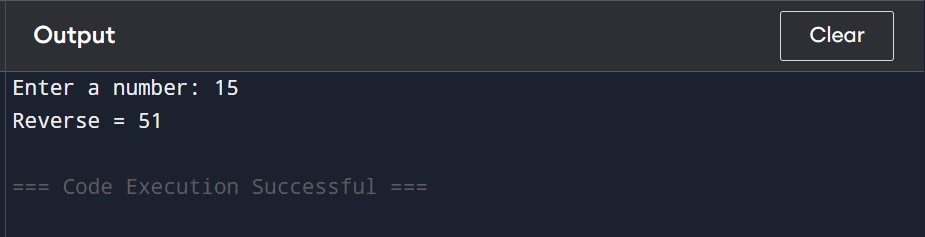 Output
Clear
Enter a number: 15
Reverse = 51
=== Code Execution Successful ===